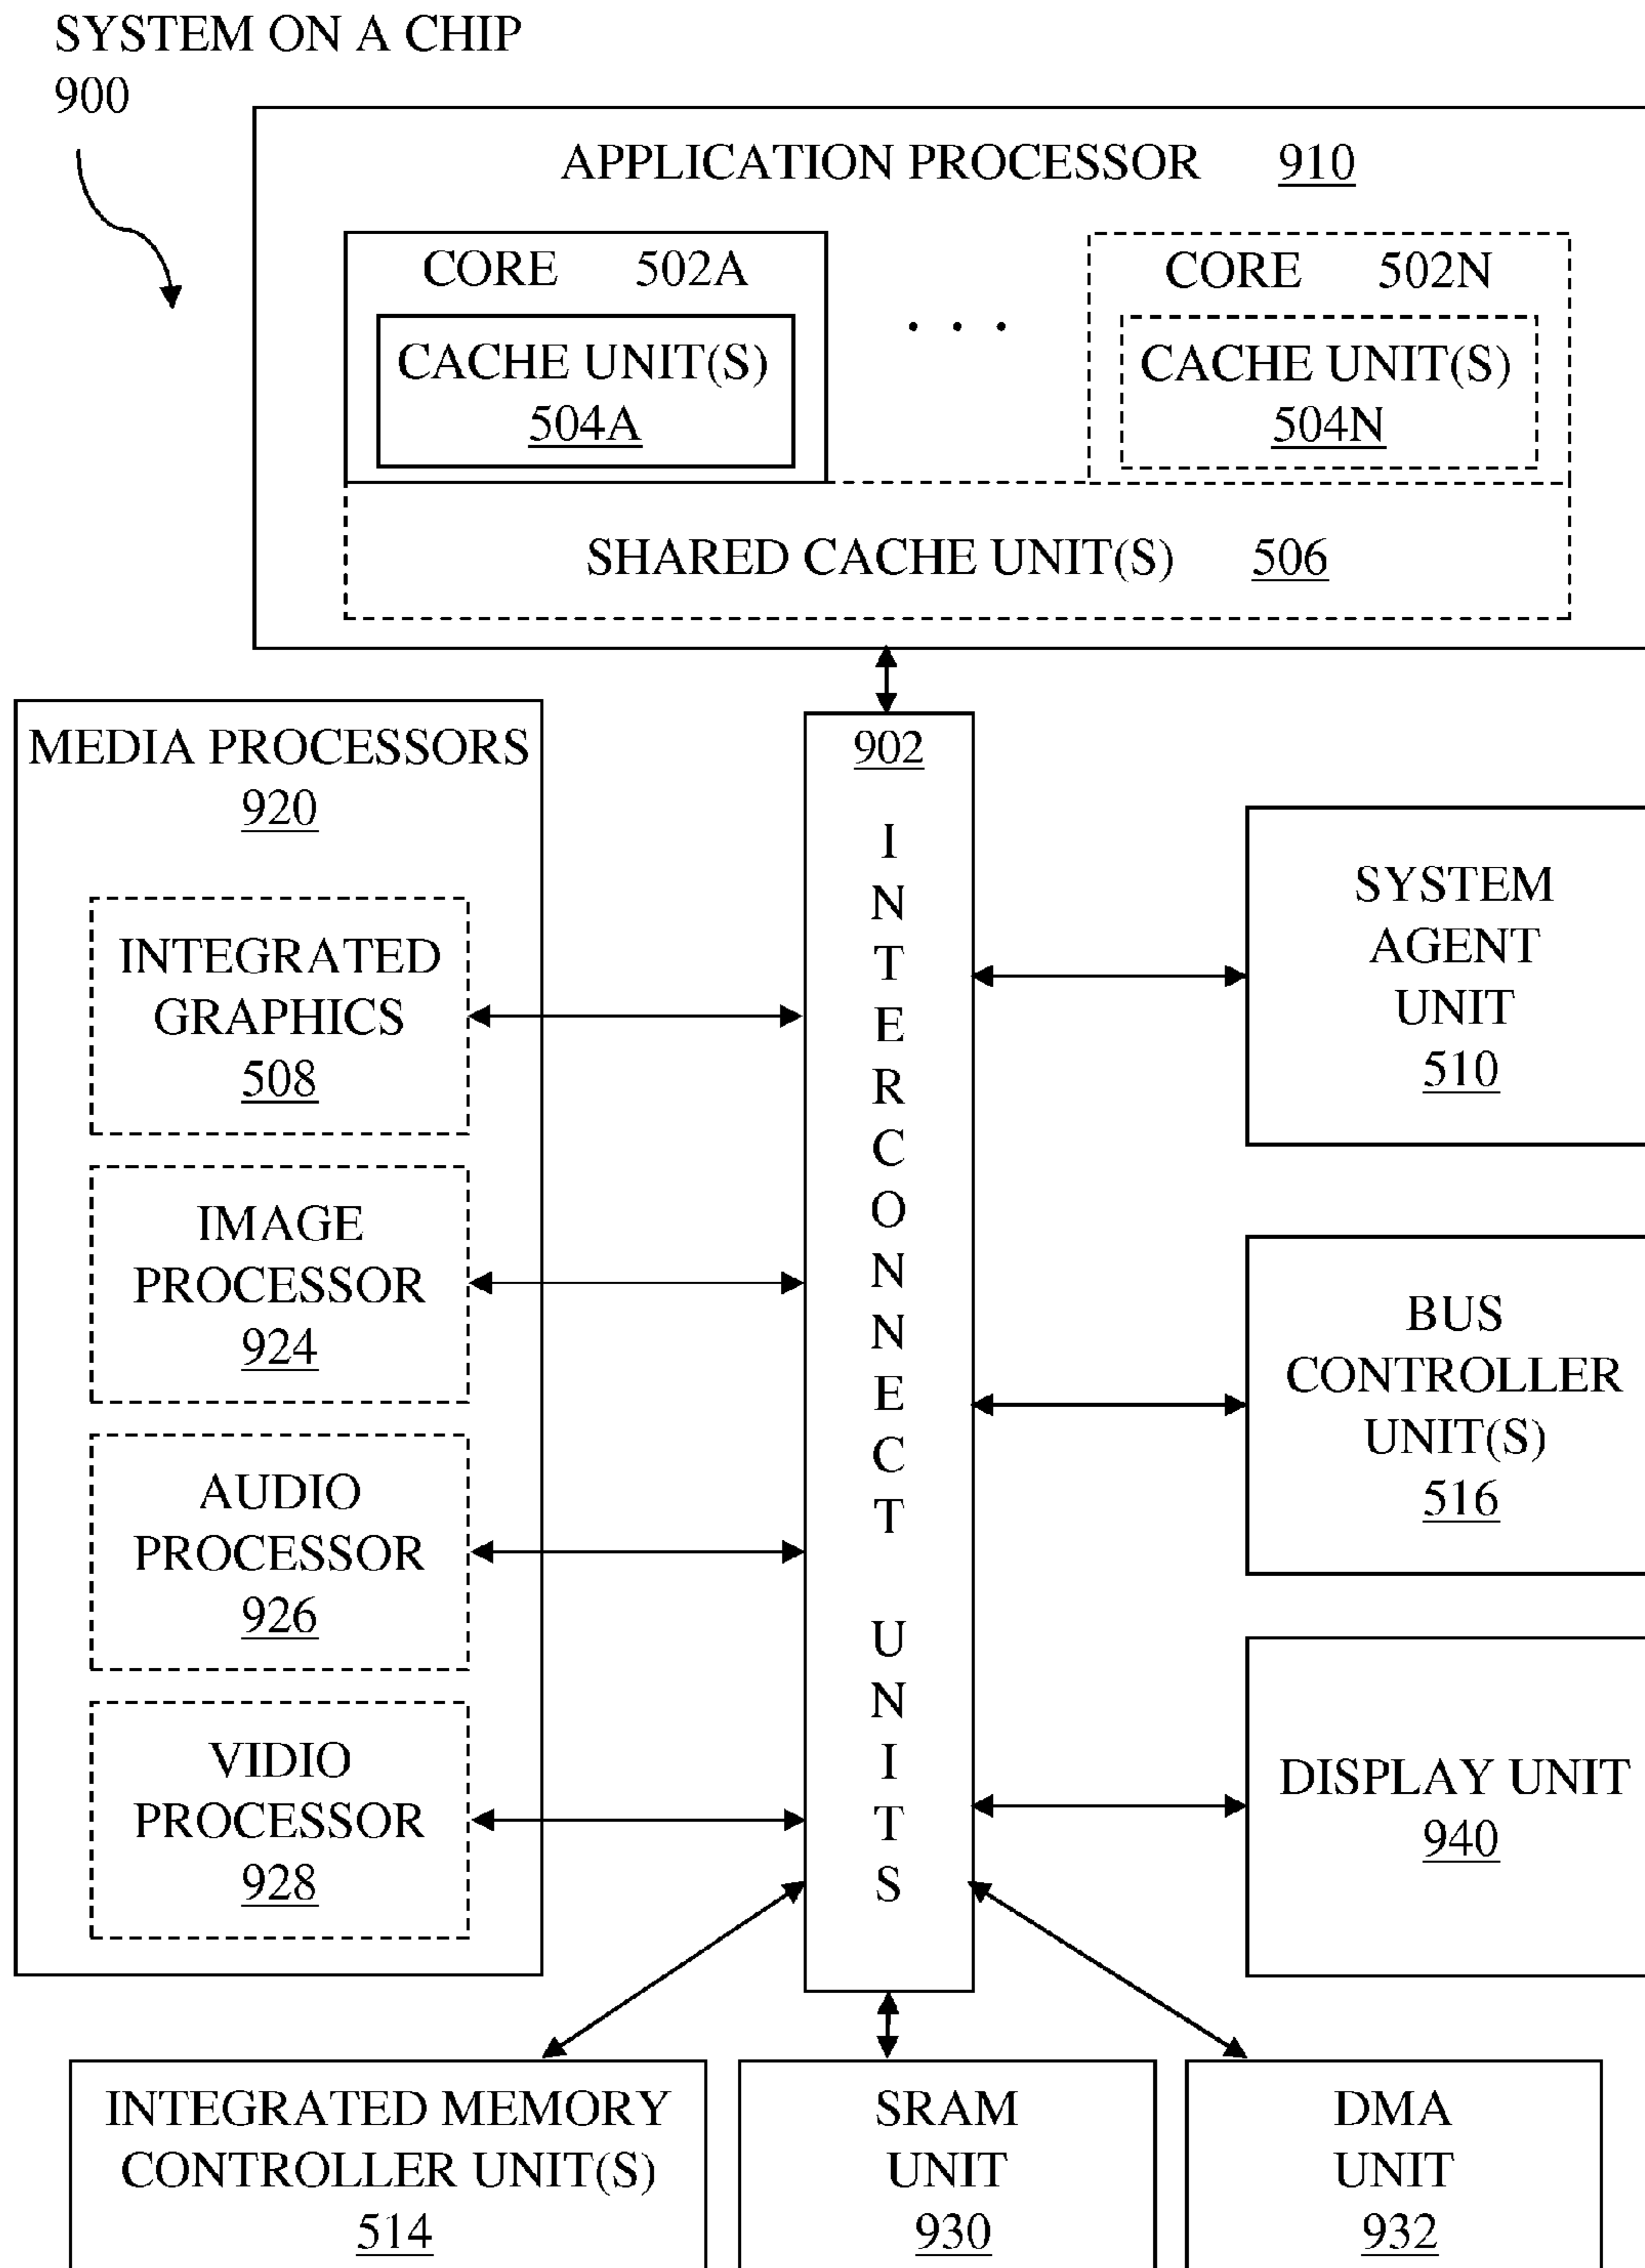 SYSTEM ON A CHIP
900
APPLICATION PROCESSOR 910
CORE 502A
CACHE UNIT(S)
504A
. . .
CORE 502N
CACHE UNIT(S)
504N
SHARED CACHE UNIT(S) 506
MEDIA PROCESSORS
920
INTEGRATED
GRAPHICS
508
IMAGE
PROCESSOR
924
AUDIO
PROCESSOR
926
VIDIO
PROCESSOR
928
902
INTERCONNECT UNITS
SYSTEM
AGENT
UNIT
510
BUS
CONTROLLER
UNIT(S)
516
DISPLAY UNIT
940
INTEGRATED MEMORY
CONTROLLER UNIT(S)
514
SRAM
UNIT
930
DMA
UNIT
932